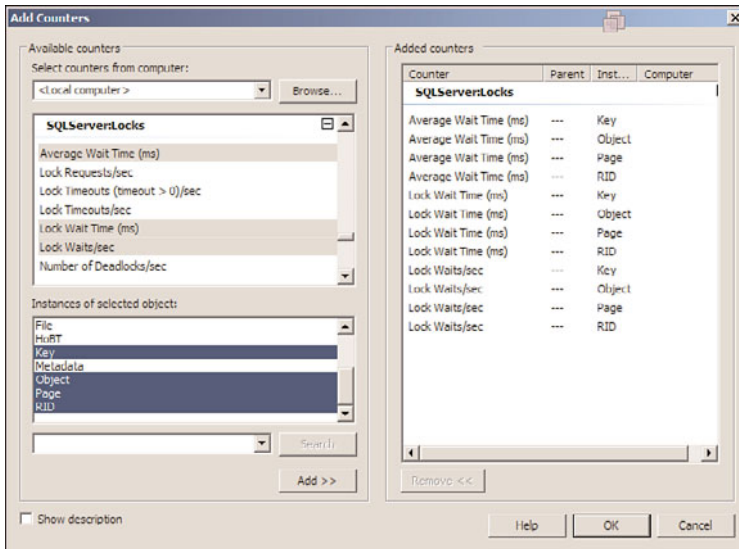 Add Counters
Available counters
Select counters from computer:
<Local computer>
Browse...
SQLServer:Locks
Average Wait Time (ms)
Lock Requests/sec
Lock Timeouts (timeout > 0)/sec
Lock Timeouts/sec
Lock Wait Time (ms)
Lock Waits/sec
Number of Deadlocks/sec
Instances of selected object:
File
HoBT
Key
Metadata
Object
Page
RID
Search
Add >>
Show description
Added counters
Counter Parent Inst... Computer
SQLServer:Locks
Average Wait Time (ms) --- Key
Average Wait Time (ms) --- Object
Average Wait Time (ms) --- Page
Average Wait Time (ms) --- RID
Lock Wait Time (ms) --- Key
Lock Wait Time (ms) --- Object
Lock Wait Time (ms) --- Page
Lock Wait Time (ms) --- RID
Lock Waits/sec --- Key
Lock Waits/sec --- Object
Lock Waits/sec --- Page
Lock Waits/sec --- RID
Remove <<
Help
OK
Cancel